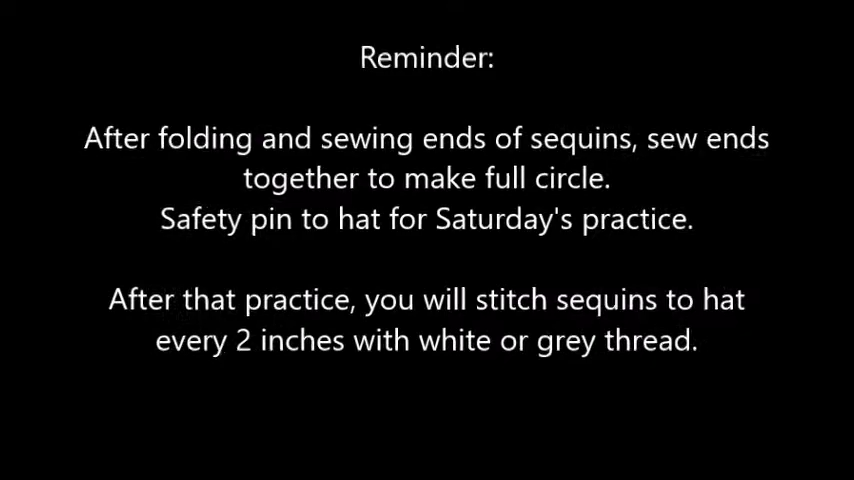 Reminder:
After folding and sewing ends of sequins, sew ends
together to make full circle.
Safety pin to hat for Saturday's practice.
After that practice, you will stitch sequins to hat
every 2 inches with white or grey thread.